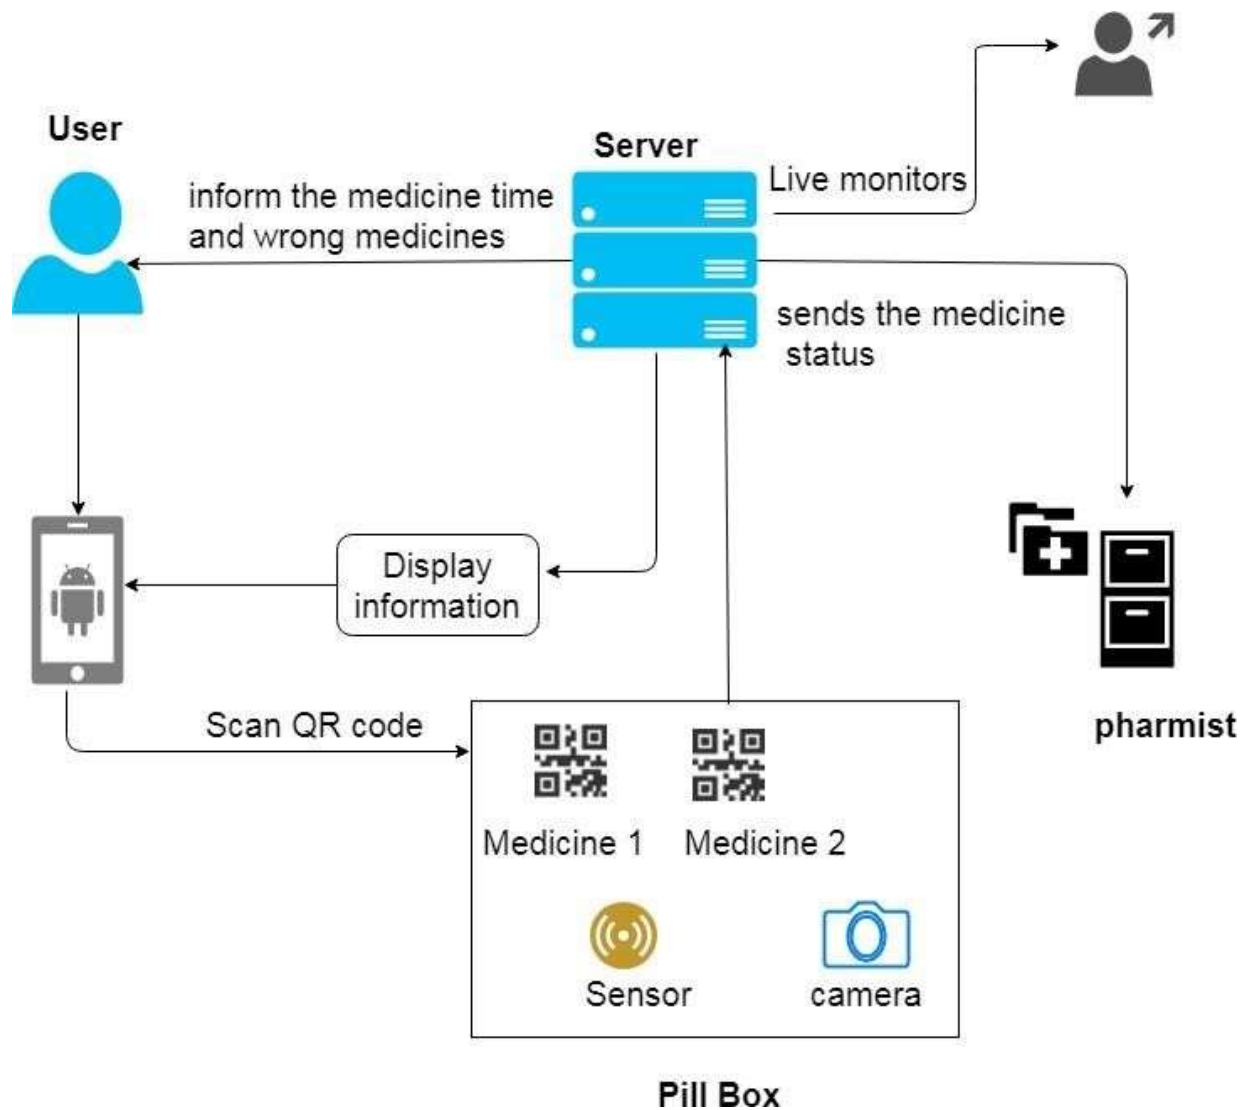 User
Server
Live monitors
inform the medicine time
and wrong medicines
sends the medicine
status
Display
information
Scan QR code
pharmist
Medicine 1
Medicine 2
Sensor
camera
Pill Box